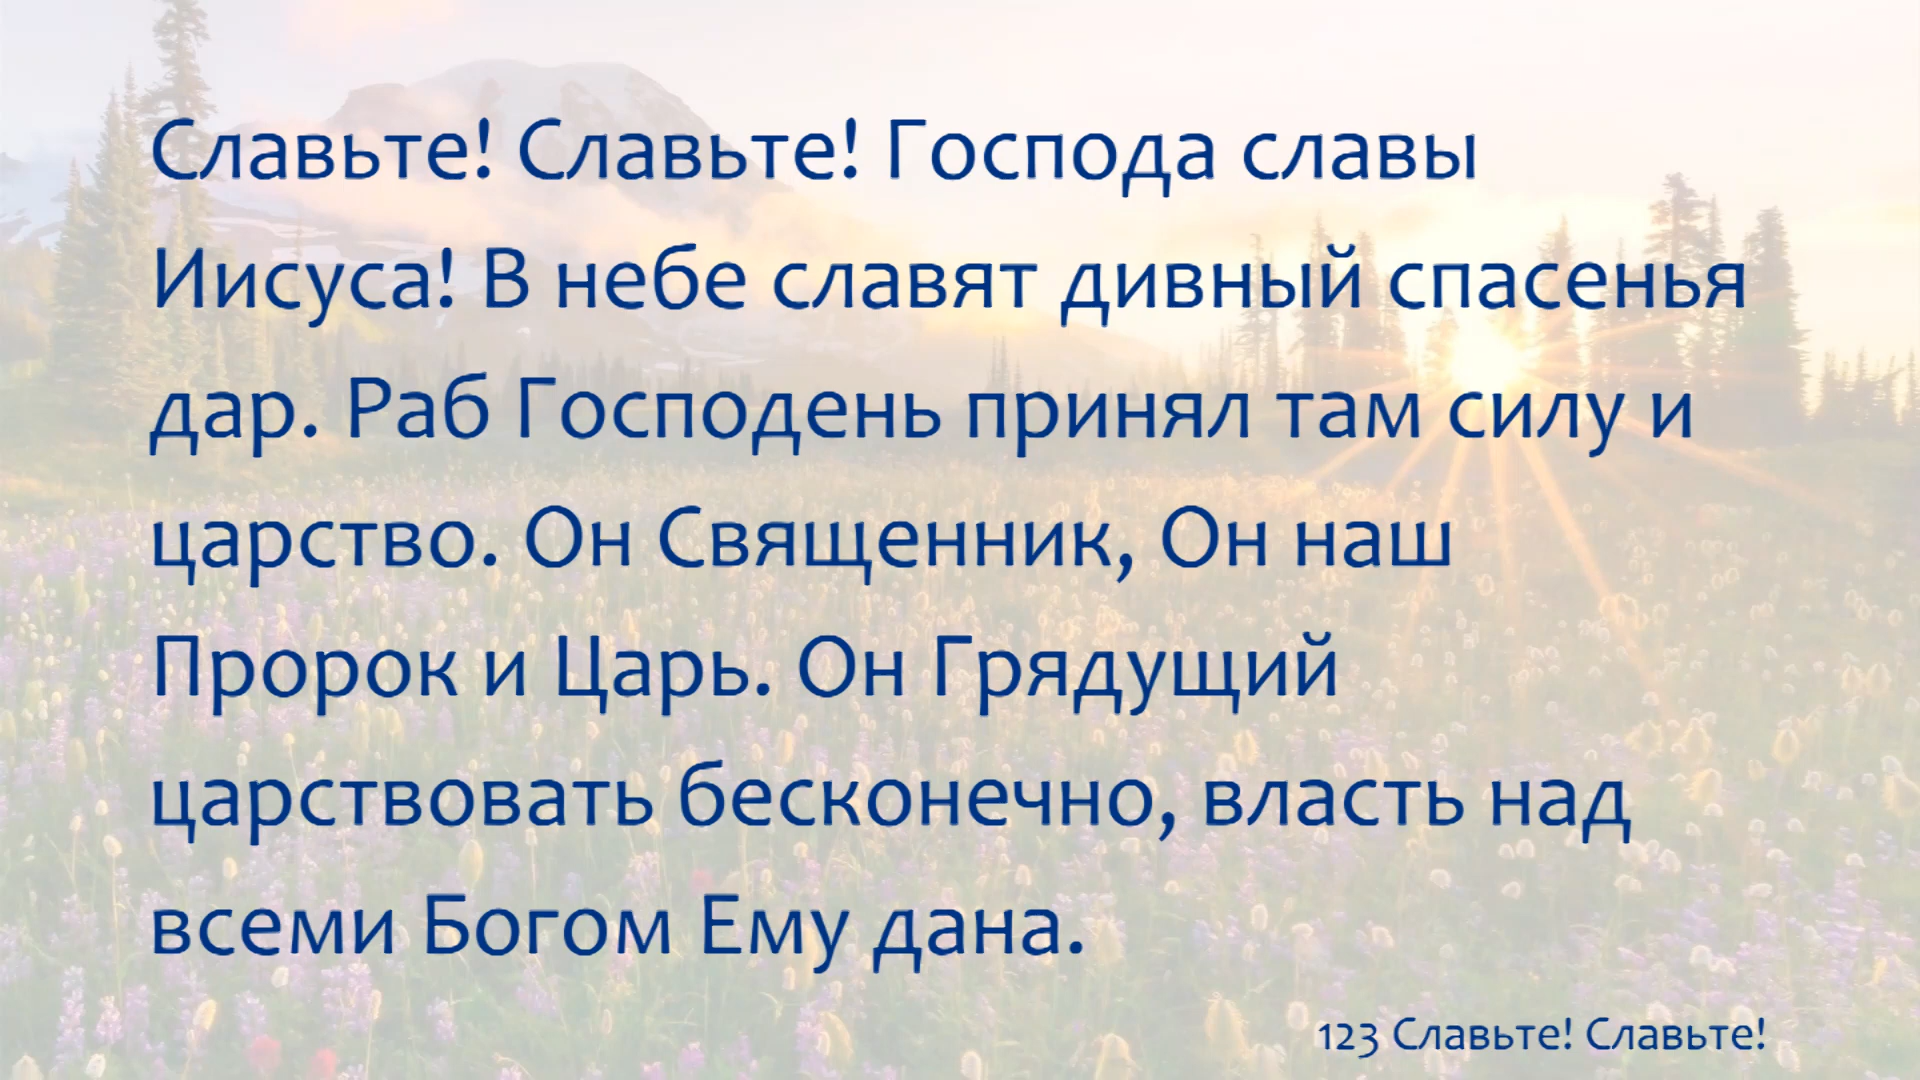 Славьте! Славьте! Господа славы
Иисуса! В небе славят дивный спасенья
дар. Раб Господень принял там силу и
царство. Он Священник, Он наш
Пророк и Царь. Он Грядущий
царствовать бесконечно, власть над
всеми Богом Ему дана.
123 Славьте! Славьте!